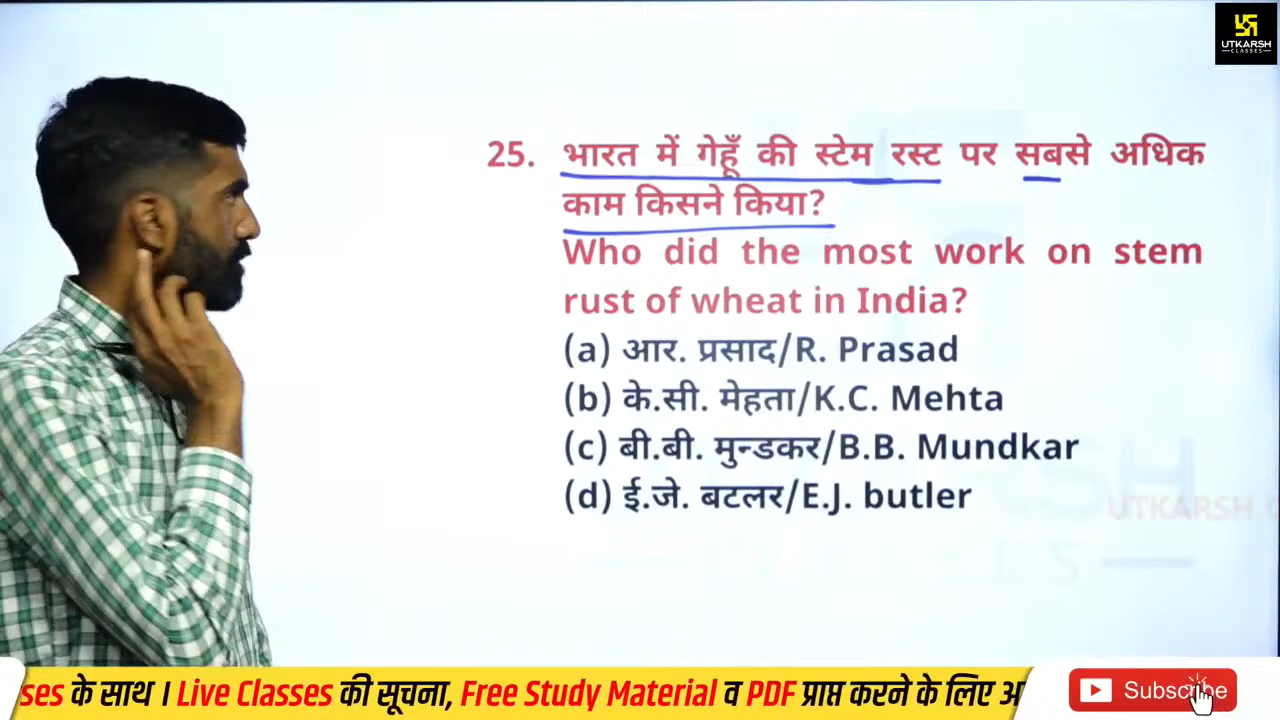 UTKARSH
CLASSES
25. भारत में गेहूँ की स्टेम रस्ट पर सबसे अधिक
काम किसने किया?
Who did the most work on stem
rust of wheat in India?
(a) आर. प्रसाद/R. Prasad
(b) के.सी. मेहता/K.C. Mehta
(c) बी.बी. मुन्डकर/B.B. Mundkar
(d) ई.जे. बटलर/E.J. butler
UTKARSH
ses के साथ । Live Classes की सूचना, Free Study Material व PDF प्राप्त करने के लिए
Subscribe